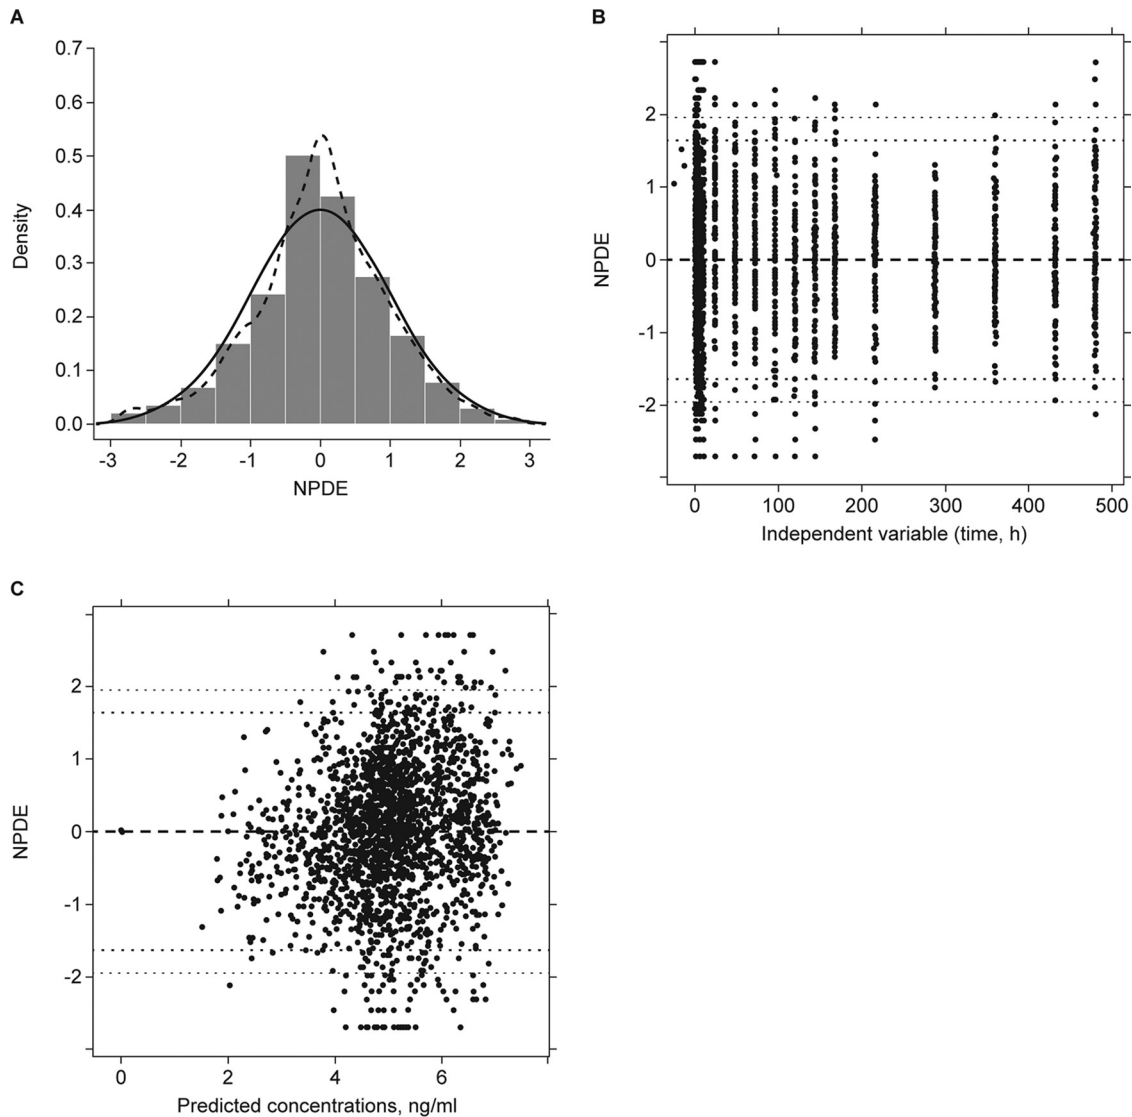 A
0.7
0.6
0.5
0.4
0.3
0.2
0.1
0.0
Density
-3 -2 -1 0 1 2 3
NPDE
B
2
1
0
-1
-2
NPDE
0 100 200 300 400 500
Independent variable (time, h)
C
2
1
0
-1
-2
NPDE
0 2 4 6
Predicted concentrations, ng/ml